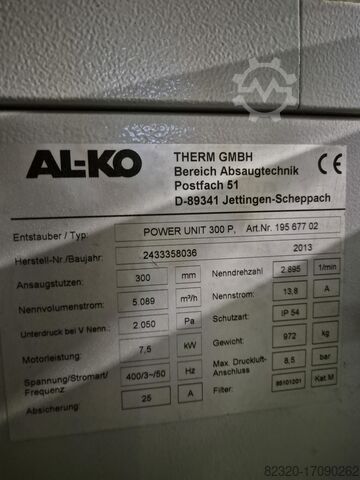 AL-KO
THERM GMBH
Bereich Absaugtechnik
Postfach 51
D-89341 Jettingen-Scheppach
CE
Entstauber / Typ: POWER UNIT 300 P, Art.Nr. 195 677 02
Herstell-Nr./Baujahr: 2433358036 2013
Ansaugstutzen: 300 mm Nenndrehzahl 2.895 1/min
Nennvolumenstrom: 5.089 m³/h Nennstrom: 13,8 A
Unterdruck bei V Nenn.: 2.050 Pa Schutzart: IP 54
Motorleistung: 7,5 kW Gewicht: 972 kg
Spannung/Stromart/ Frequenz 400/3~/50 Hz Max. Druckluft- Anschluss 8,5 bar
Absicherung: 25 A Filter: 85101201 Kat M
82320-17090262